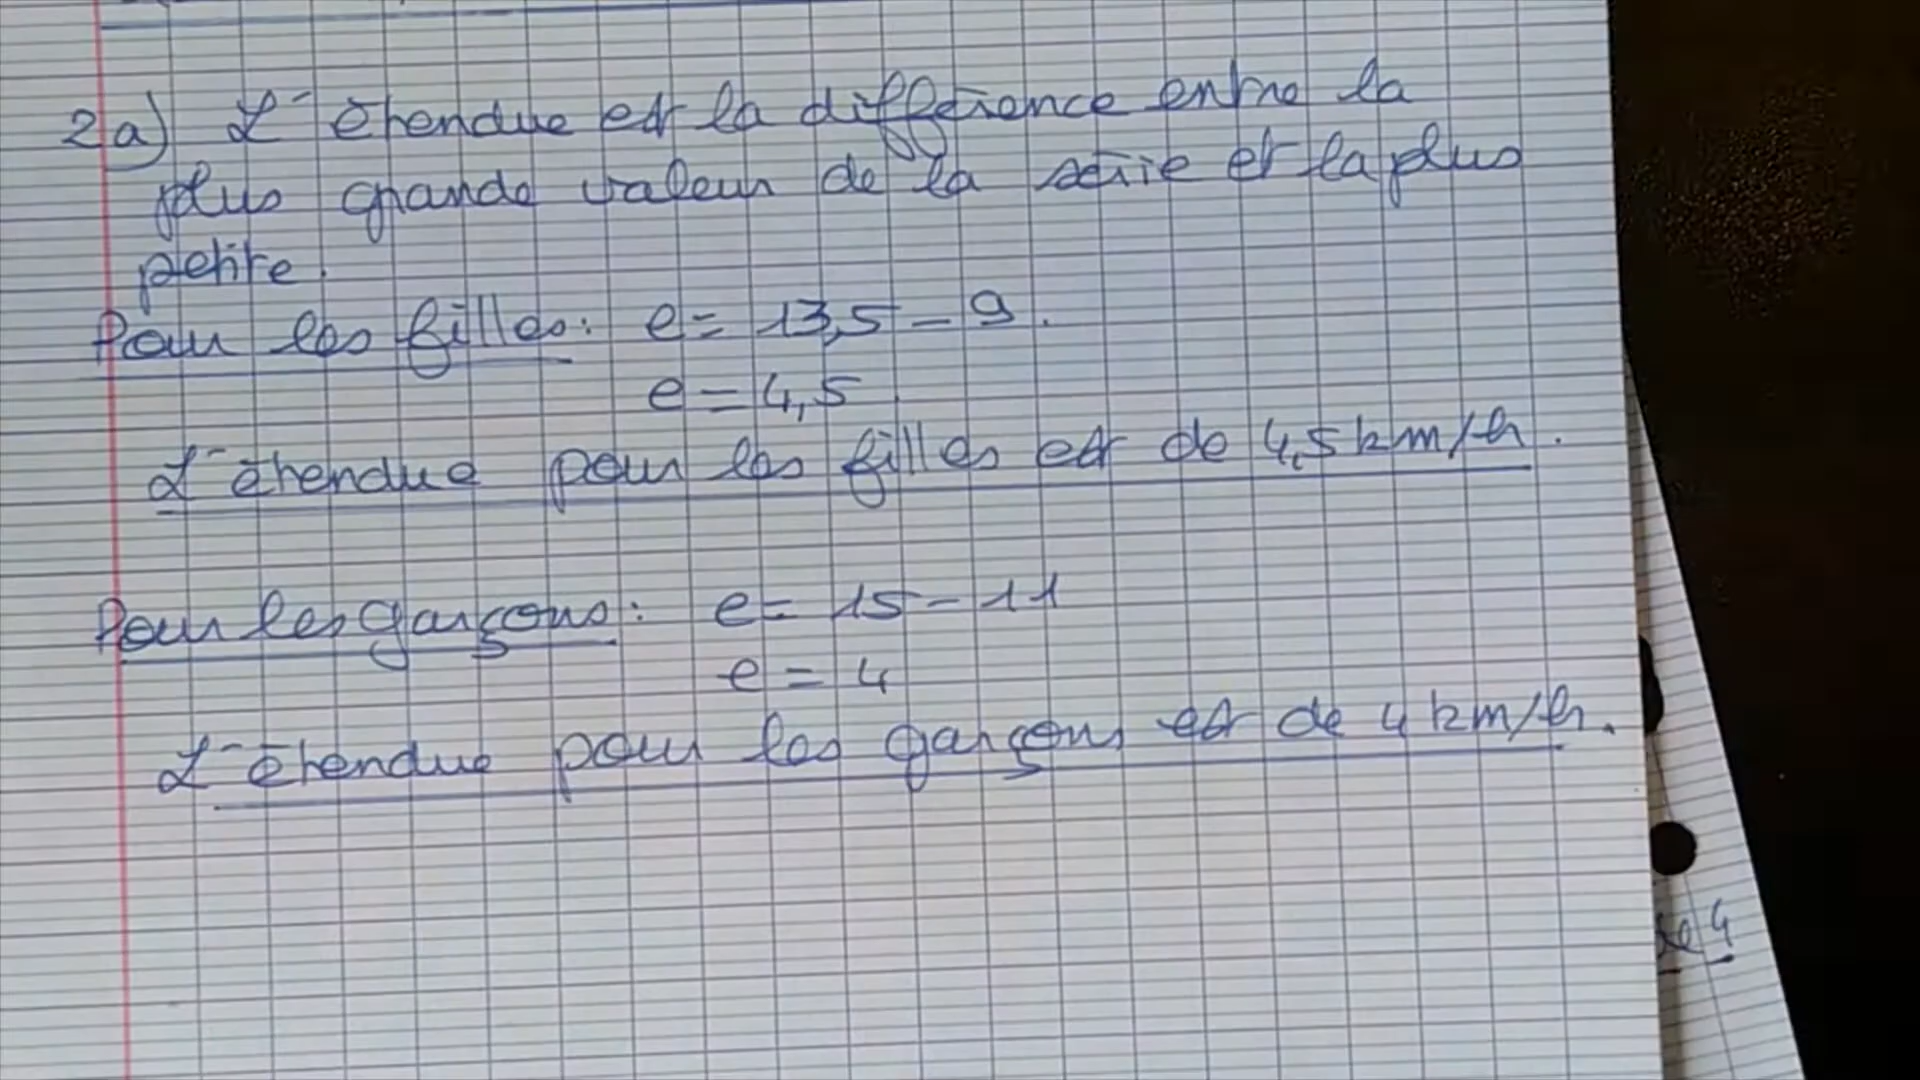 2a) L'étendue est la différence entre la
plus grande valeur de la série et la plus
petite.
Pour les filles : e = 13,5 - 9.
e = 4,5
L'étendue pour les filles est de 4,5 km/h.
Pour les garçons : e = 15 - 11
e = 4
L'étendue pour les garçons est de 4 km/h.
4